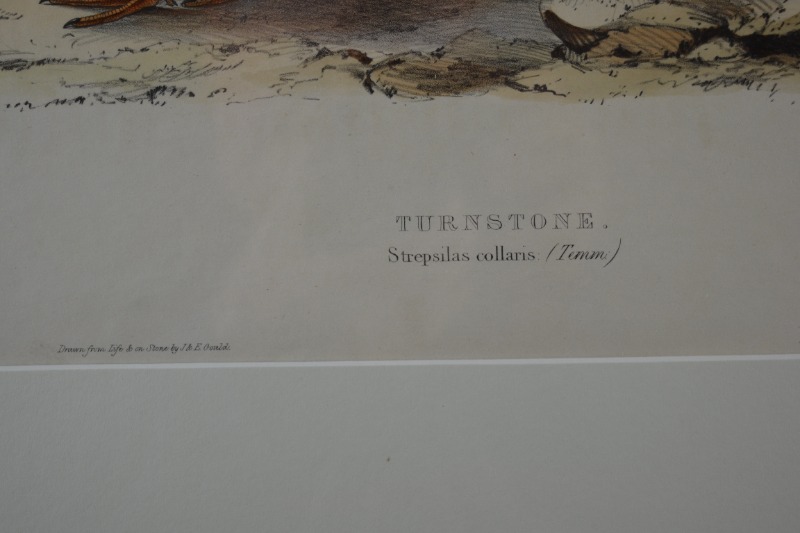 TURNSTONE.
Strepsilas collaris: (Temm:)
Drawn from Life & on Stone by J & E. Gould.